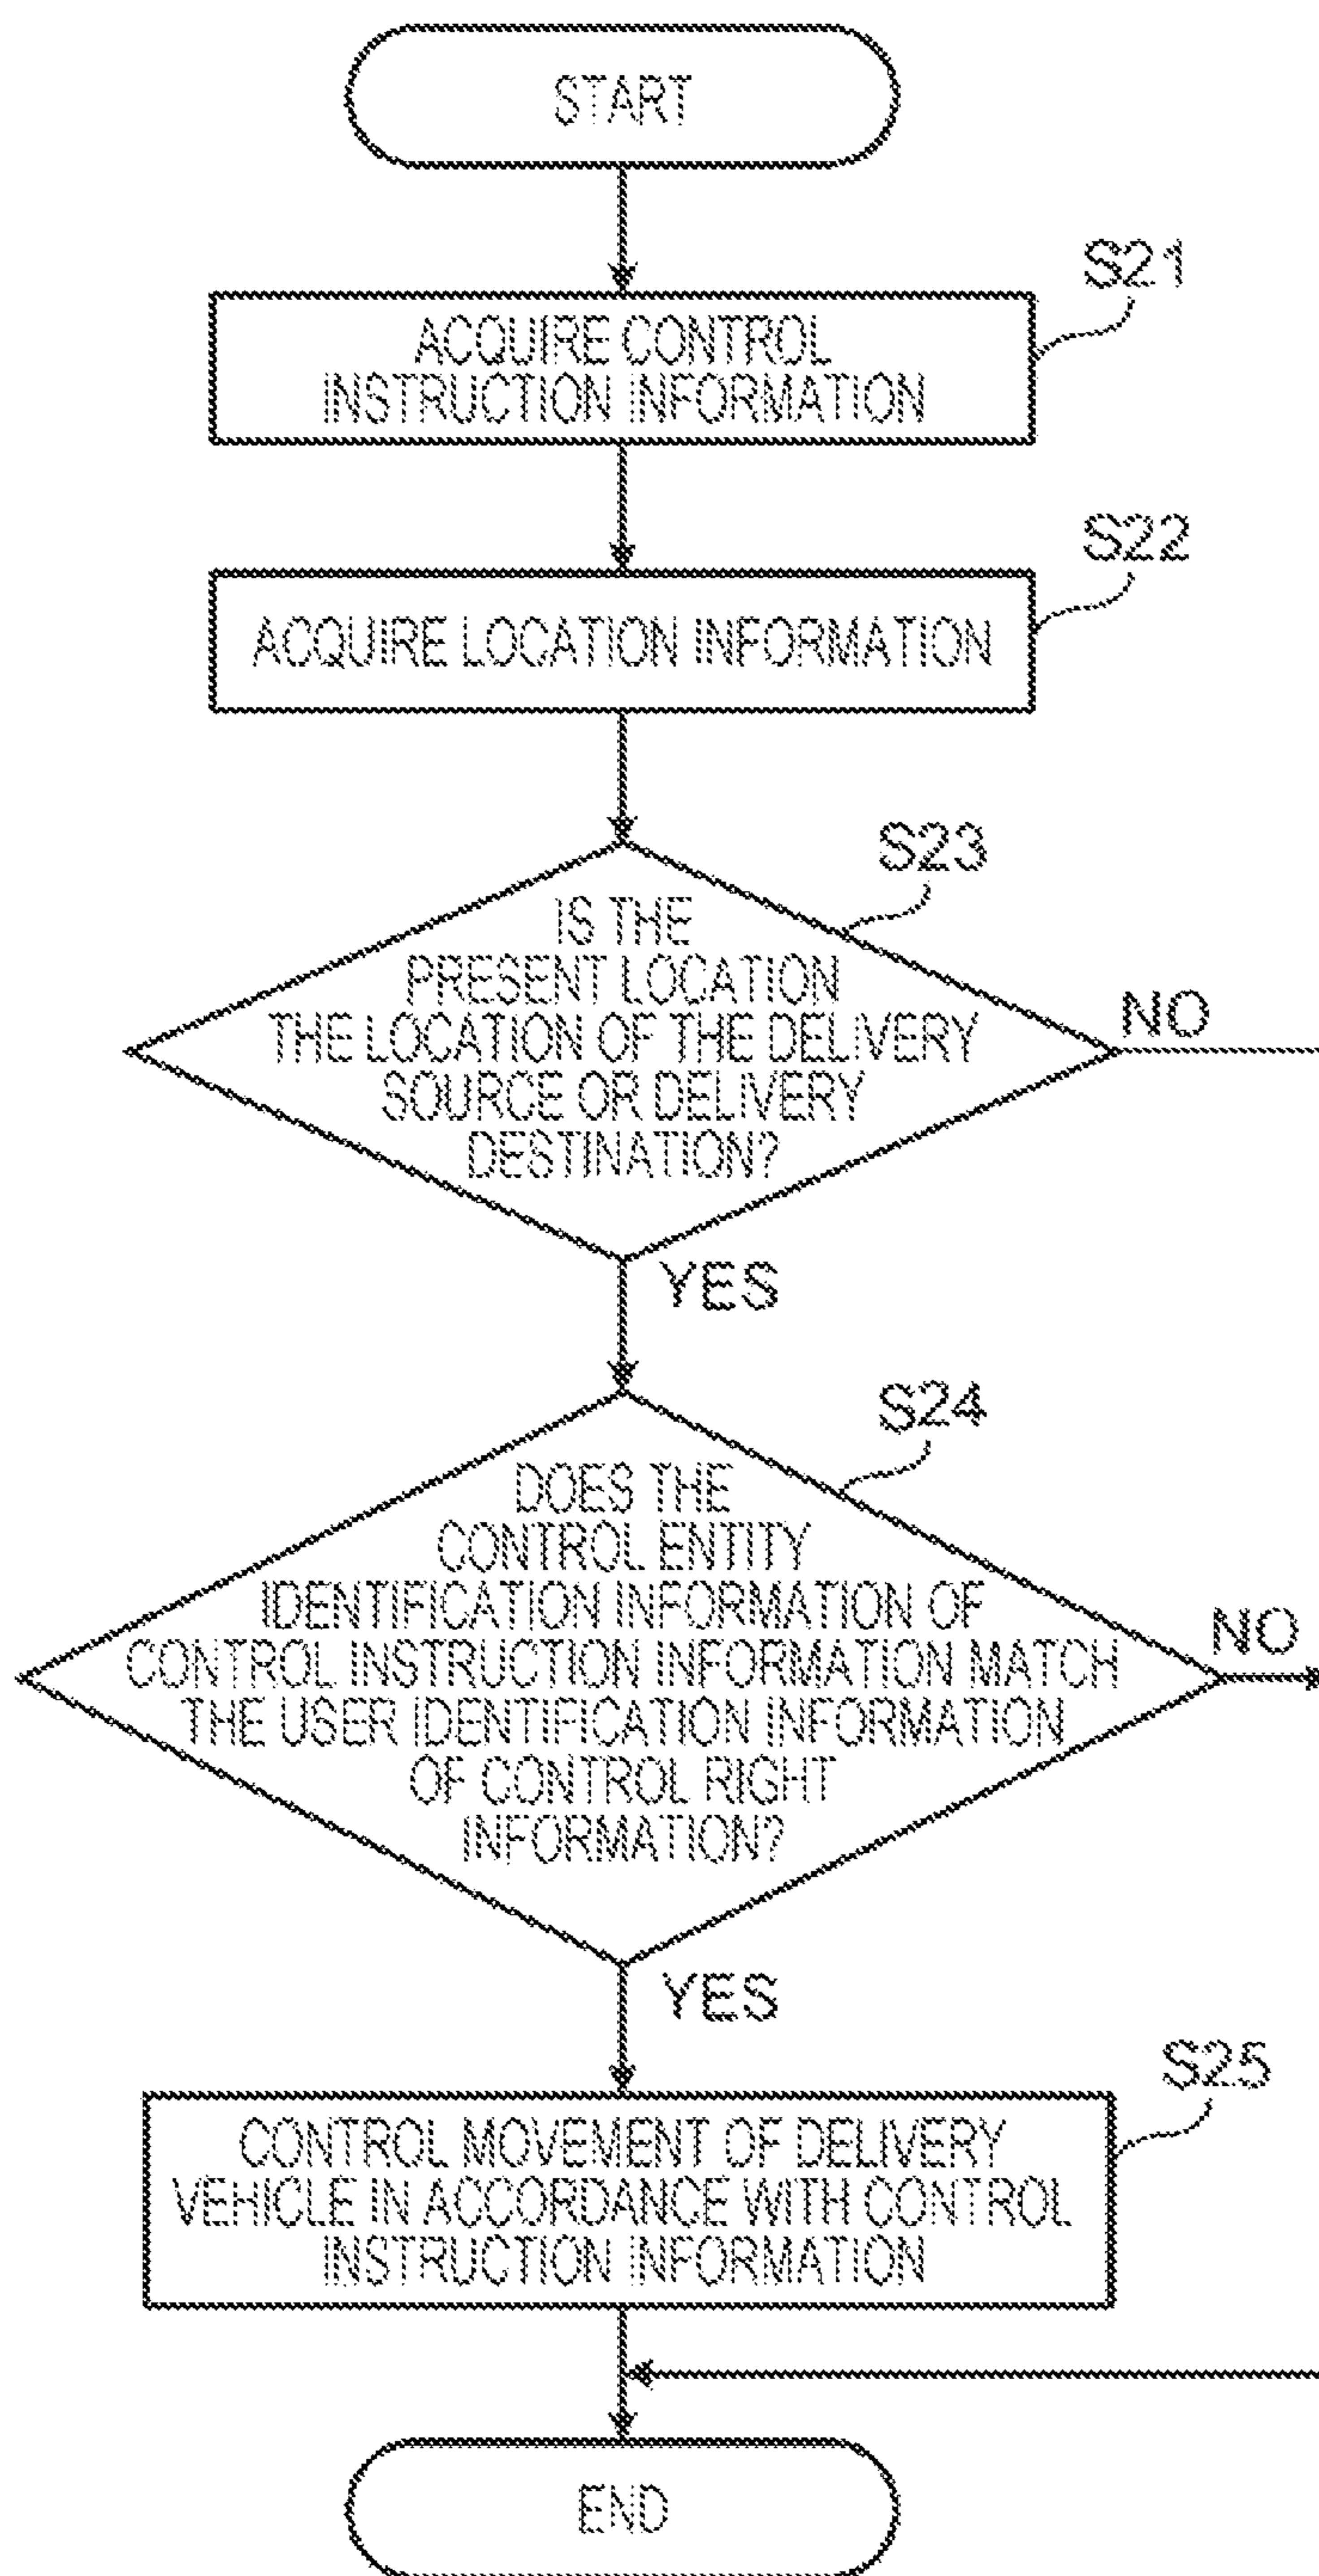 START
S21
ACQUIRE CONTROL
INSTRUCTION INFORMATION
S22
ACQUIRE LOCATION INFORMATION
S23
IS THE
PRESENT LOCATION
THE LOCATION OF THE DELIVERY
SOURCE OR DELIVERY
DESTINATION?
NO
YES
S24
DOES THE
CONTROL ENTITY
IDENTIFICATION INFORMATION OF
CONTROL INSTRUCTION INFORMATION MATCH
THE USER IDENTIFICATION INFORMATION
OF CONTROL RIGHT
INFORMATION?
NO
YES
S25
CONTROL MOVEMENT OF DELIVERY
VEHICLE IN ACCORDANCE WITH CONTROL
INSTRUCTION INFORMATION
END